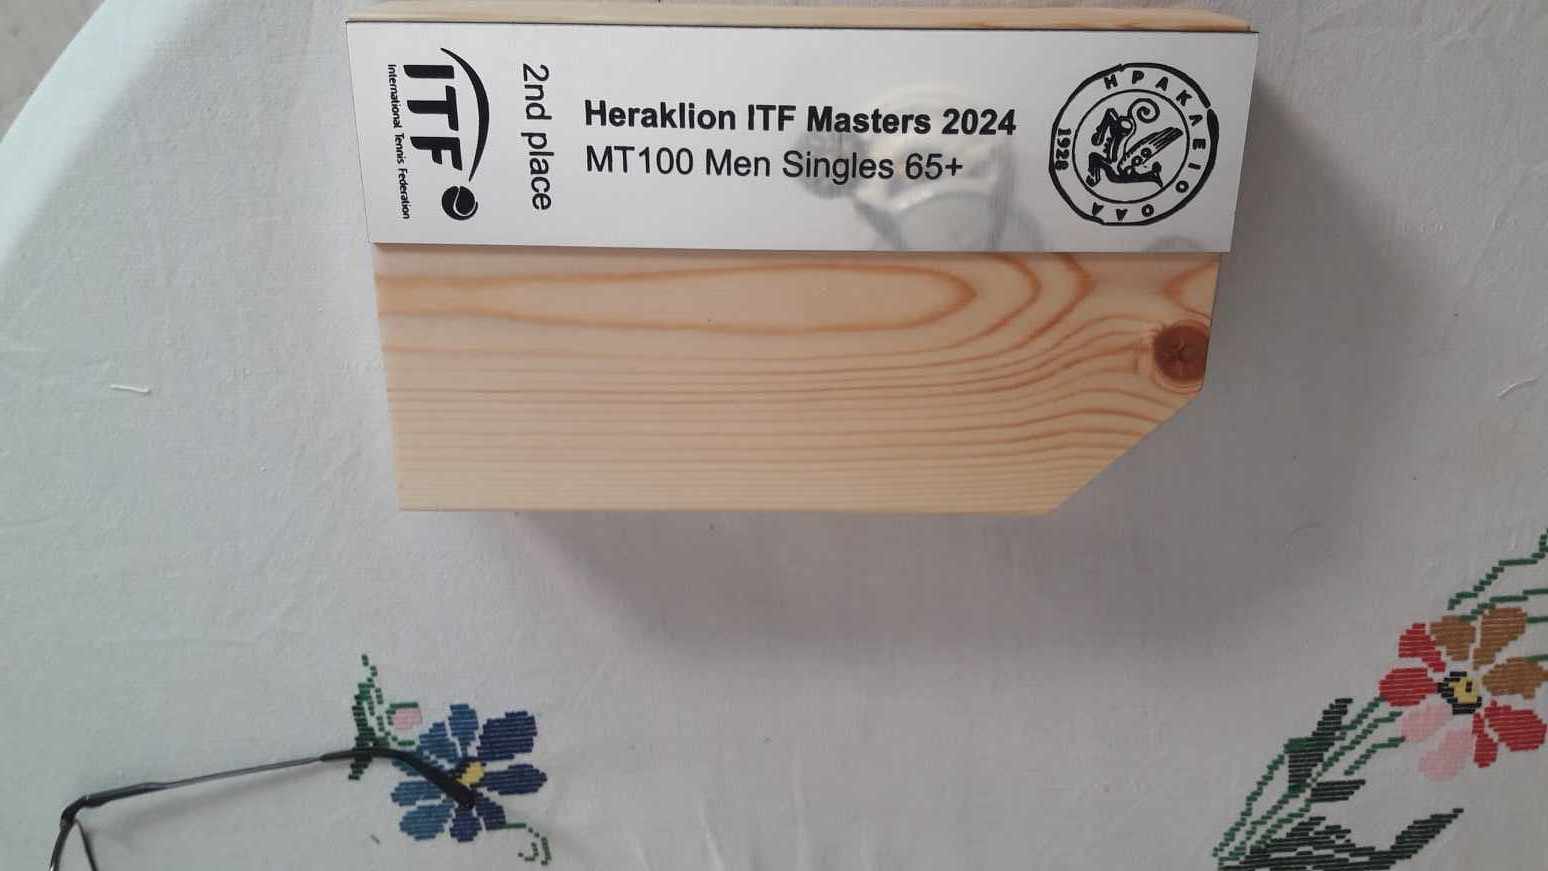 ITF
International Tennis Federation
2nd place
Heraklion ITF Masters 2024
MT100 Men Singles 65+
ΗΡΑΚΛΕΙΟ ΟΑΑ
1928